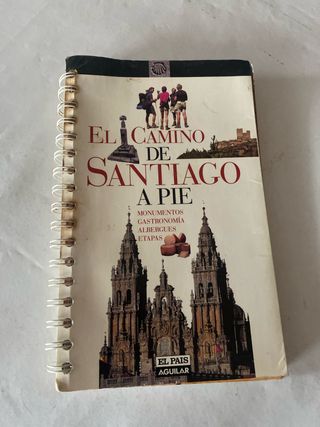 EL CAMINO
DE
SANTIAGO
A PIE
MONUMENTOS
GASTRONOMÍA
ALBERGUES
ETAPAS
EL PAIS
AGUILAR